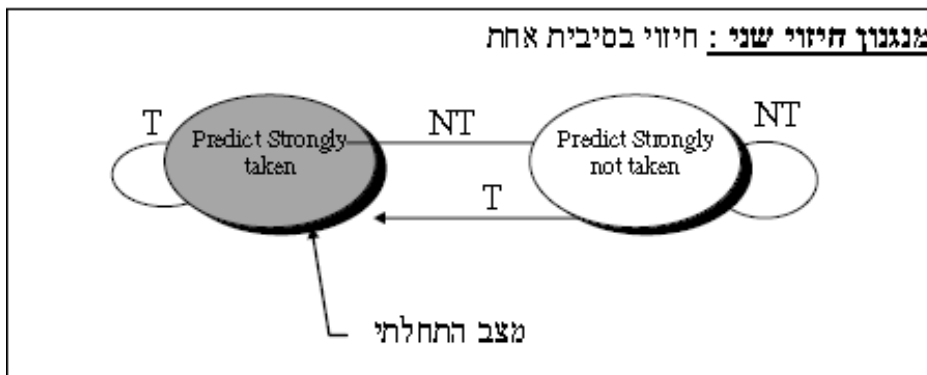 מנגנון חיזוי שני : חיזוי בסיבית אחת
T
NT
NT
Predict Strongly
taken
Predict Strongly
not taken
T
מצב התחלתי